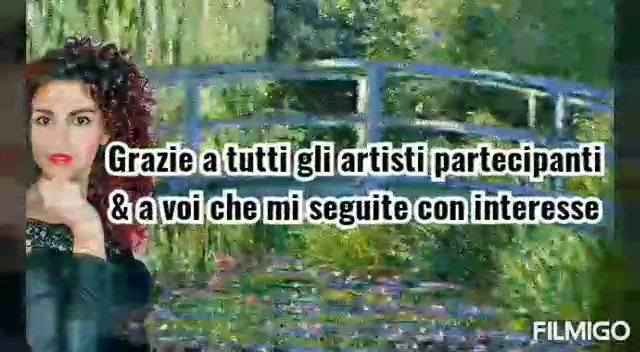 Grazie a tutti gli artisti partecipanti
& a voi che mi seguite con interesse
FILMIGO